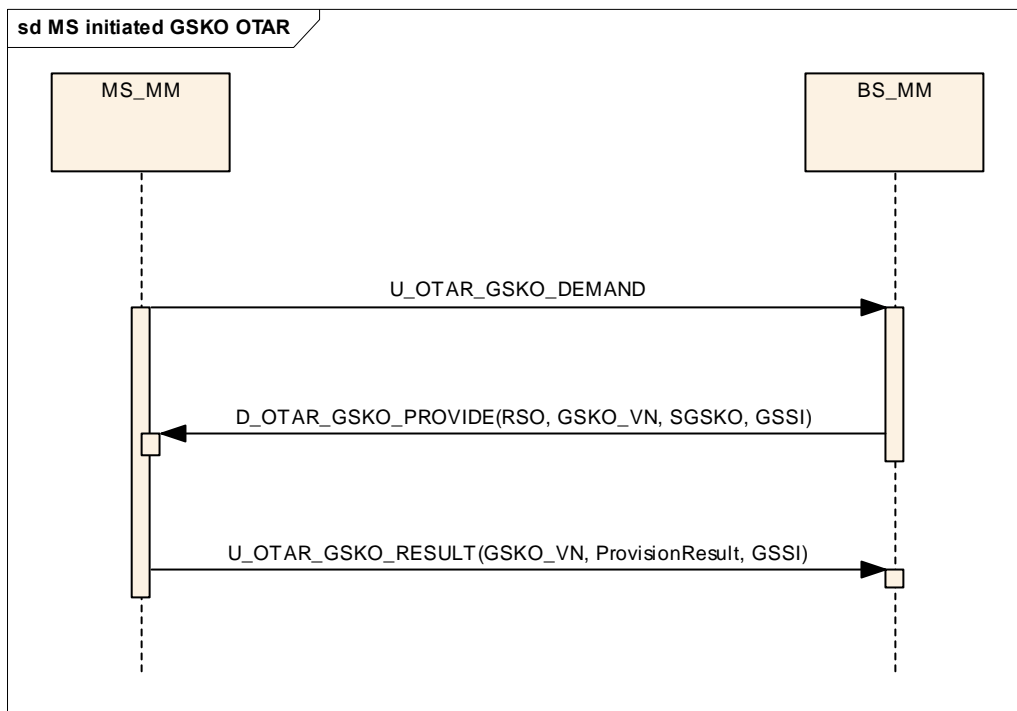 sd MS initiated GSKO OTAR
MS_MM
BS_MM
U_OTAR_GSKO_DEMAND
D_OTAR_GSKO_PROVIDE(RSO, GSKO_VN, SGSKO, GSSI)
U_OTAR_GSKO_RESULT(GSKO_VN, ProvisionResult, GSSI)